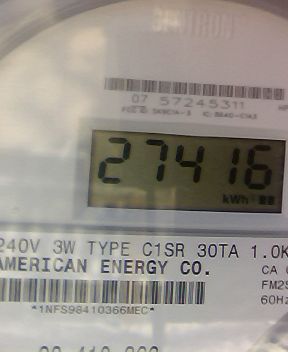 07 57245311
27416
kWh
240V 3W TYPE C1SR 30TA 1.0K
AMERICAN ENERGY CO.
CA
FM2S
60Hz
*1NFS98410366MEC*